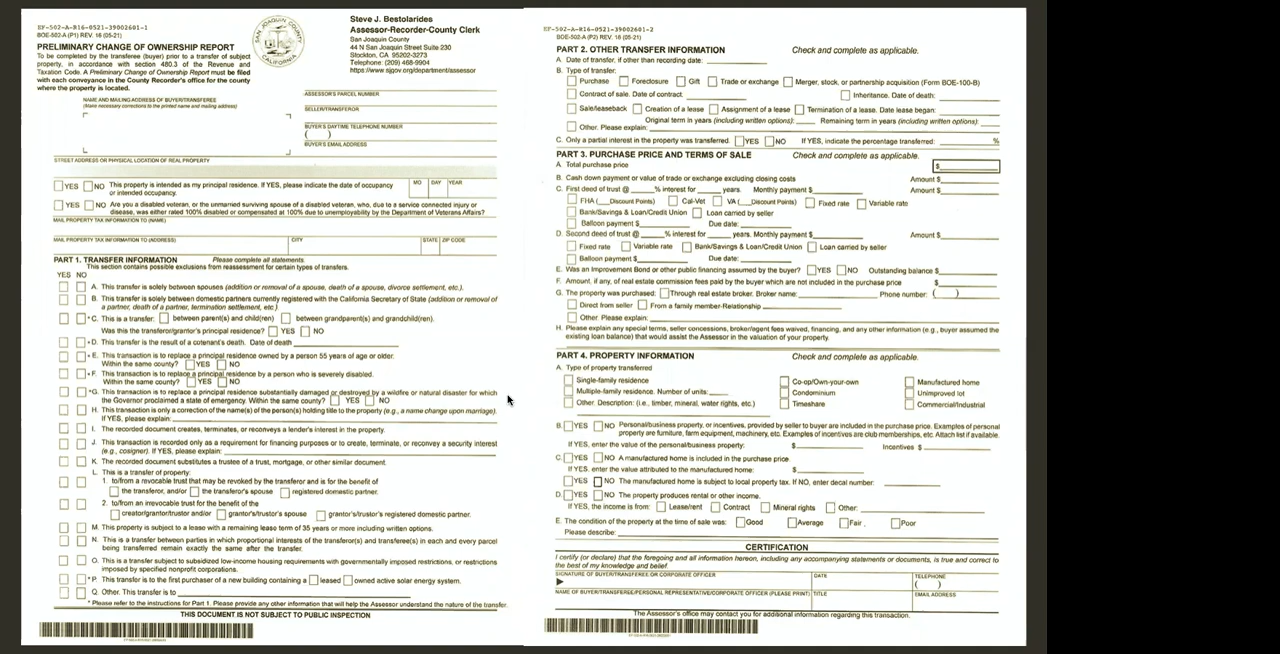 EF-502-A-R16-0521-39002601-1
BOE-502-A (P1) REV. 16 (05-21)
PRELIMINARY CHANGE OF OWNERSHIP REPORT
To be completed by the transferee (buyer) prior to a transfer of subject
property, in accordance with section 480.3 of the Revenue and
Taxation Code. A Preliminary Change of Ownership Report must be
filed with each conveyance in the County Recorder's office for the county
where the property is located.
SAN JOAQUIN COUNTY
CALIFORNIA
Steve J. Bestolarides
Assessor-Recorder-County Clerk
San Joaquin County
44 N San Joaquin Street Suite 230
Stockton, CA 95202-3273
Telephone: (209) 468-9904
https://www.sjgov.org/department/assessor
NAME AND MAILING ADDRESS OF BUYER/TRANSFEREE
(Make necessary corrections to the printed name and mailing address)
ASSESSOR'S PARCEL NUMBER
SELLER/TRANSFEROR
BUYER'S DAYTIME TELEPHONE NUMBER
( )
BUYER'S EMAIL ADDRESS
STREET ADDRESS OR PHYSICAL LOCATION OF REAL PROPERTY
YES NO This property is intended as my principal residence. If YES, please indicate the date of occupancy
or intended occupancy.
MO DAY YEAR
YES NO Are you a disabled veteran, or the unmarried surviving spouse of a disabled veteran, who, due to a service connected injury or
disease, was either rated 100% disabled or compensated at 100% due to unemployability by the Department of Veterans Affairs?
MAIL PROPERTY TAX INFORMATION TO (NAME)
MAIL PROPERTY TAX INFORMATION TO (ADDRESS) CITY STATE ZIP CODE
PART 1. TRANSFER INFORMATION Please complete all statements.
This section contains possible exclusions from reassessment for certain types of transfers.
YES NO
A. This transfer is solely between spouses (addition or removal of a spouse, death of a spouse, divorce settlement, etc.).
B. This transfer is solely between domestic partners currently registered with the California Secretary of State (addition or removal of
a partner, death of a partner, termination settlement, etc.).
*C. This is a transfer: between parent(s) and child(ren) between grandparent(s) and grandchild(ren).
Was this the transferor/grantor's principal residence? YES NO
*D. This transfer is the result of a cotenant's death. Date of death
*E. This transaction is to replace a principal residence owned by a person 55 years of age or older.
Within the same county? YES NO
*F. This transaction is to replace a principal residence by a person who is severely disabled.
Within the same county? YES NO
*G. This transaction is to replace a principal residence substantially damaged or destroyed by a wildfire or natural disaster for which
the Governor proclaimed a state of emergency. Within the same county? YES NO
H. This transaction is only a correction of the name(s) of the person(s) holding title to the property (e.g., a name change upon marriage).
If YES, please explain:
I. The recorded document creates, terminates, or reconveys a lender's interest in the property.
J. This transaction is recorded only as a requirement for financing purposes or to create, terminate, or reconvey a security interest
(e.g., cosigner). If YES, please explain:
K. The recorded document substitutes a trustee of a trust, mortgage, or other similar document.
L. This is a transfer of property:
1. to/from a revocable trust that may be revoked by the transferor and is for the benefit of
the transferor, and/or the transferor's spouse registered domestic partner.
2. to/from an irrevocable trust for the benefit of the
creator/grantor/trustor and/or grantor's/trustor's spouse grantor's/trustor's registered domestic partner.
M. This property is subject to a lease with a remaining lease term of 35 years or more including written options.
N. This is a transfer between parties in which proportional interests of the transferor(s) and transferee(s) in each and every parcel
being transferred remain exactly the same after the transfer.
O. This is a transfer subject to subsidized low-income housing requirements with governmentally imposed restrictions, or restrictions
imposed by specified nonprofit corporations.
*P. This transfer is to the first purchaser of a new building containing a leased owned active solar energy system.
Q. Other. This transfer is to
* Please refer to the instructions for Part 1. Please provide any other information that will help the Assessor understand the nature of the transfer.
THIS DOCUMENT IS NOT SUBJECT TO PUBLIC INSPECTION
EF-502-A-R16-0521-39002601-2
BOE-502-A (P2) REV. 16 (05-21)
PART 2. OTHER TRANSFER INFORMATION Check and complete as applicable.
A. Date of transfer, if other than recording date:
B. Type of transfer:
Purchase Foreclosure Gift Trade or exchange Merger, stock, or partnership acquisition (Form BOE-100-B)
Contract of sale. Date of contract: Inheritance. Date of death:
Sale/leaseback Creation of a lease Assignment of a lease Termination of a lease. Date lease began:
Original term in years (including written options): Remaining term in years (including written options):
Other. Please explain:
C. Only a partial interest in the property was transferred. YES NO If YES, indicate the percentage transferred: %
PART 3. PURCHASE PRICE AND TERMS OF SALE Check and complete as applicable.
A. Total purchase price $
B. Cash down payment or value of trade or exchange excluding closing costs Amount $
C. First deed of trust @ % interest for years. Monthly payment $ Amount $
FHA ( Discount Points) Cal-Vet VA ( Discount Points) Fixed rate Variable rate
Bank/Savings & Loan/Credit Union Loan carried by seller
Balloon payment $ Due date:
D. Second deed of trust @ % interest for years. Monthly payment $ Amount $
Fixed rate Variable rate Bank/Savings & Loan/Credit Union Loan carried by seller
Balloon payment $ Due date:
E. Was an Improvement Bond or other public financing assumed by the buyer? YES NO Outstanding balance $
F. Amount, if any, of real estate commission fees paid by the buyer which are not included in the purchase price $
G. The property was purchased: Through real estate broker. Broker name: Phone number: ( )
Direct from seller From a family member-Relationship
Other. Please explain:
H. Please explain any special terms, seller concessions, broker/agent fees waived, financing, and any other information (e.g., buyer assumed the
existing loan balance) that would assist the Assessor in the valuation of your property.
PART 4. PROPERTY INFORMATION Check and complete as applicable.
A. Type of property transferred
Single-family residence Co-op/Own-your-own Manufactured home
Multiple-family residence. Number of units: Condominium Unimproved lot
Other. Description: (i.e., timber, mineral, water rights, etc.) Timeshare Commercial/Industrial
B. YES NO Personal/business property, or incentives, provided by seller to buyer are included in the purchase price. Examples of personal
property are furniture, farm equipment, machinery, etc. Examples of incentives are club memberships, etc. Attach list if available.
If YES, enter the value of the personal/business property: $ Incentives $
C. YES NO A manufactured home is included in the purchase price.
If YES, enter the value attributed to the manufactured home: $
YES NO The manufactured home is subject to local property tax. If NO, enter decal number:
D. YES NO The property produces rental or other income.
If YES, the income is from: Lease/rent Contract Mineral rights Other:
E. The condition of the property at the time of sale was: Good Average Fair Poor
Please describe:
CERTIFICATION
I certify (or declare) that the foregoing and all information hereon, including any accompanying statements or documents, is true and correct to
the best of my knowledge and belief.
SIGNATURE OF BUYER/TRANSFEREE OR CORPORATE OFFICER DATE TELEPHONE
( )
NAME OF BUYER/TRANSFEREE/PERSONAL REPRESENTATIVE/CORPORATE OFFICER (PLEASE PRINT) TITLE EMAIL ADDRESS
The Assessor's office may contact you for additional information regarding this transaction.